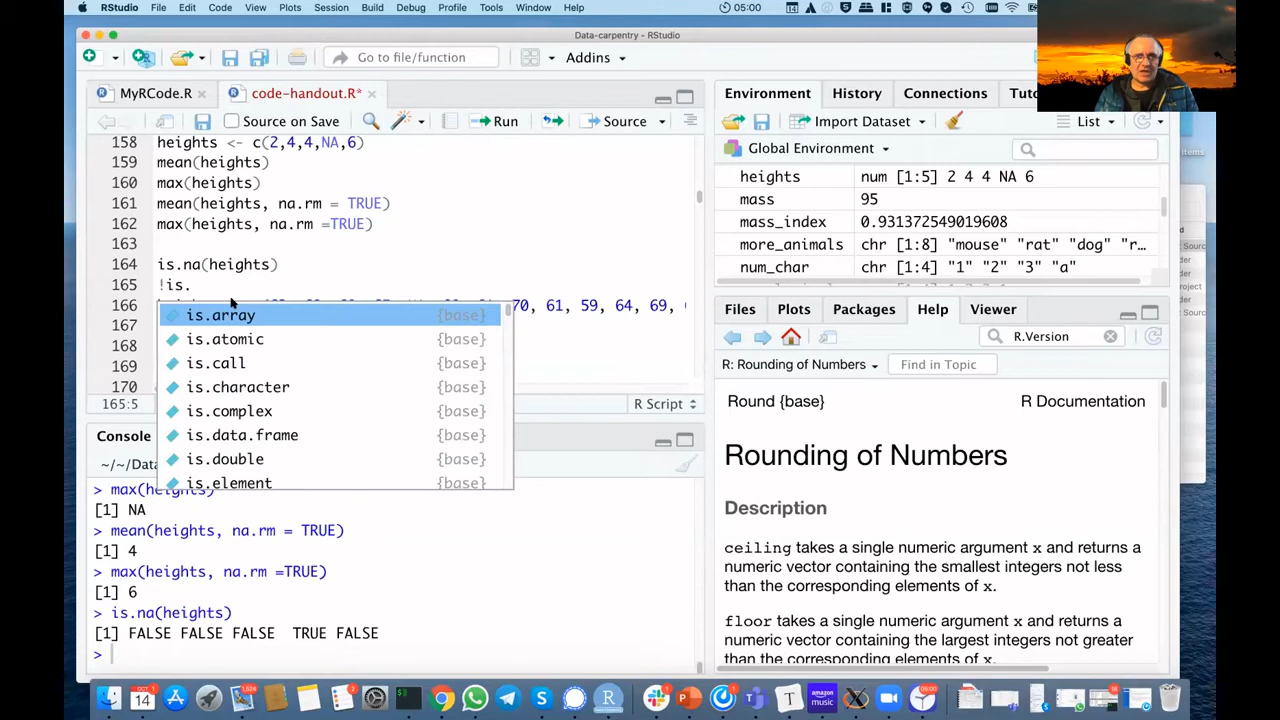 RStudio File Edit Code View Plots Session Build Debug Profile Tools Window Help 05:00
Data-carpentry - RStudio
Go to file/function Addins
MyRCode.R code-handout.R*
Source on Save Run Source
158 heights <- c(2,4,4,NA,6)
159 mean(heights)
160 max(heights)
161 mean(heights, na.rm = TRUE)
162 max(heights, na.rm =TRUE)
163
164 is.na(heights)
165 !is.
166 70, 61, 59, 64, 69,
167
168
169
170
is.array {base}
is.atomic {base}
is.call {base}
is.character {base}
is.complex {base}
is.data.frame {base}
is.double {base}
is.element {base}
165:5 R Script
Console
~/~/Dat
> max(heights)
[1] NA
> mean(heights, na.rm = TRUE)
[1] 4
> max(heights, na.rm =TRUE)
[1] 6
> is.na(heights)
[1] FALSE FALSE FALSE  TRUE FALSE
>
Environment History Connections Tuto
Import Dataset List
Global Environment
heights num [1:5] 2 4 4 NA 6
mass 95
mass_index 0.931372549019608
more_animals chr [1:8] "mouse" "rat" "dog" "r…
num_char chr [1:4] "1" "2" "3" "a"
Files Plots Packages Help Viewer
R.Version
R: Rounding of Numbers Find in Topic
Round {base} R Documentation
Rounding of Numbers
Description
ceiling takes a single numeric argument x and returns a
numeric vector containing the smallest integers not less
than the corresponding elements of x.
floor takes a single numeric argument x and returns a
numeric vector containing the largest integers not greater
than the corresponding elements of x.
items